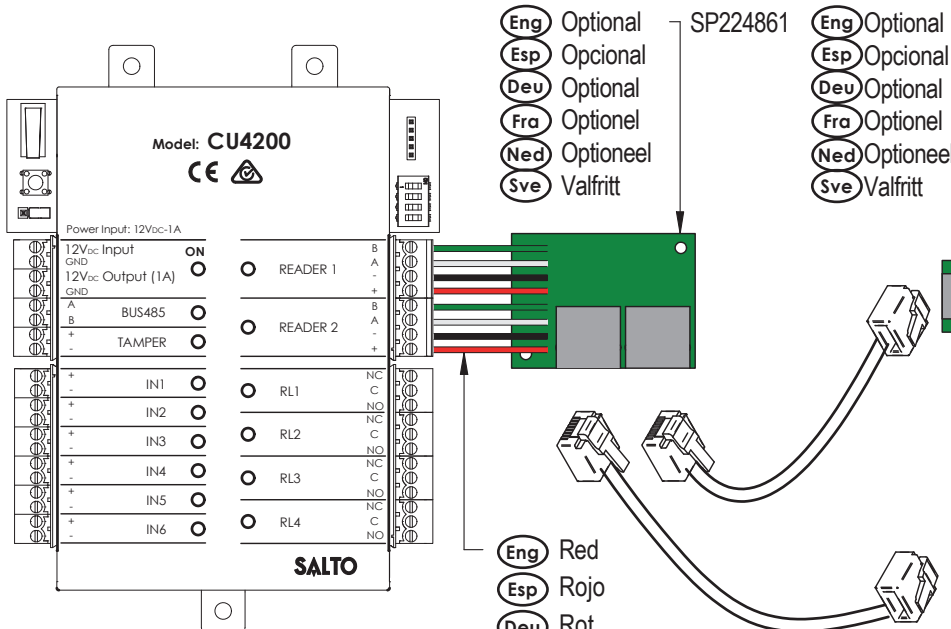 Eng Optional
Esp Opcional
Deu Optional
Fra Optionel
Ned Optioneel
Sve Valfritt
SP224861
Eng Optional
Esp Opcional
Deu Optional
Fra Optionel
Ned Optioneel
Sve Valfritt
Model: CU4200
CE
Power Input: 12VDC-1A
12VDC Input
GND
12VDC Output (1A)
GND
ON
A
B
BUS485
+
-
TAMPER
READER 1
B
A
-
+
READER 2
B
A
-
+
+
-
IN1
+
-
IN2
+
-
IN3
+
-
IN4
+
-
IN5
+
-
IN6
RL1
NC
C
NO
RL2
NC
C
NO
RL3
NC
C
NO
RL4
NC
C
NO
SALTO
Eng Red
Esp Rojo
Deu Rot